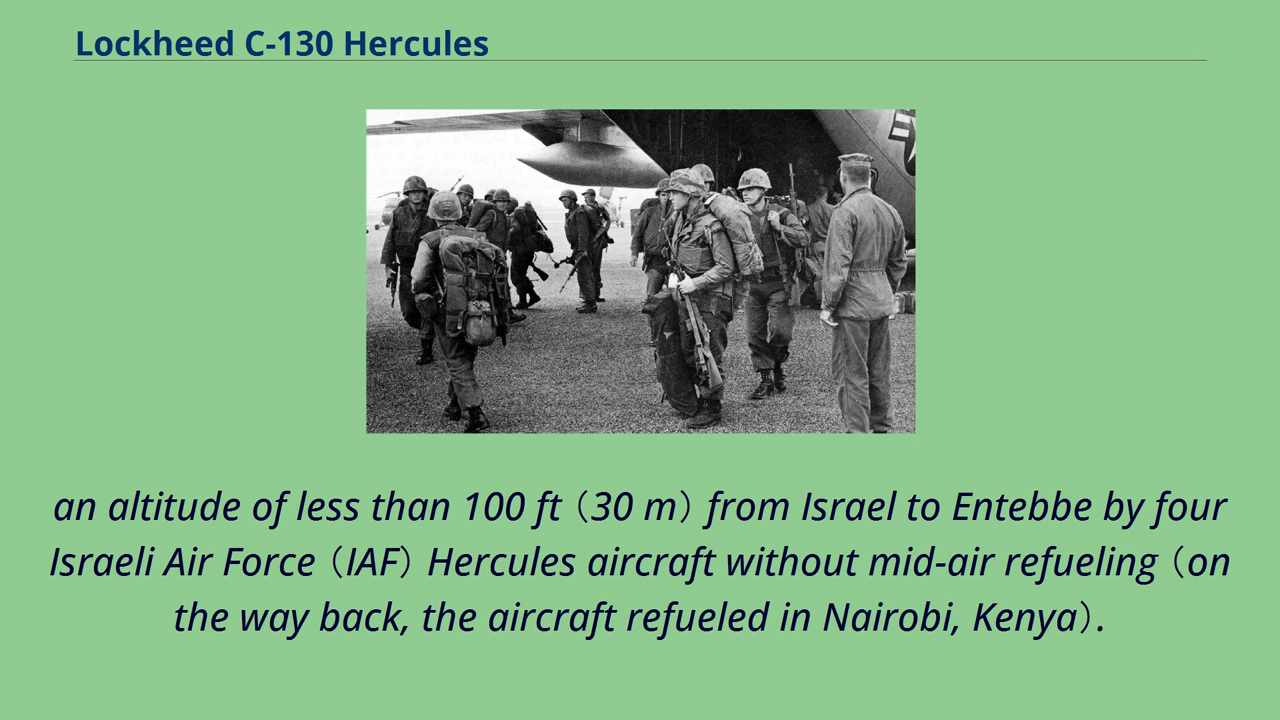 Lockheed C-130 Hercules
an altitude of less than 100 ft（30 m）from Israel to Entebbe by four
Israeli Air Force（IAF）Hercules aircraft without mid-air refueling（on
the way back, the aircraft refueled in Nairobi, Kenya）.